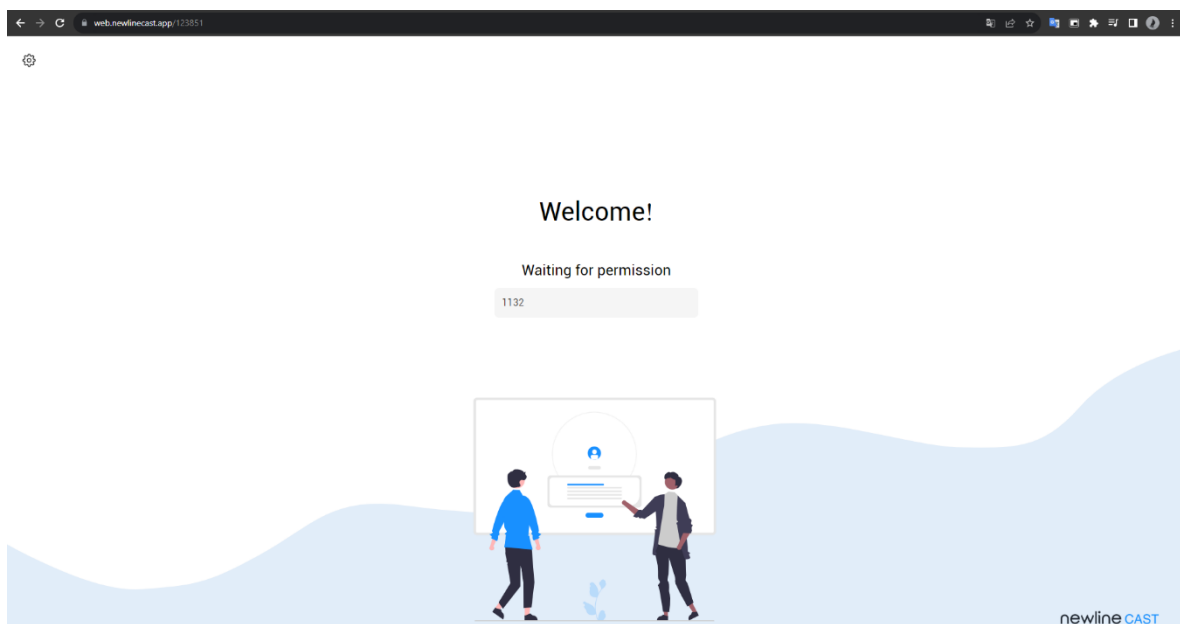 web.newlinecast.app/123851
Welcome!
Waiting for permission
1132
newline CAST